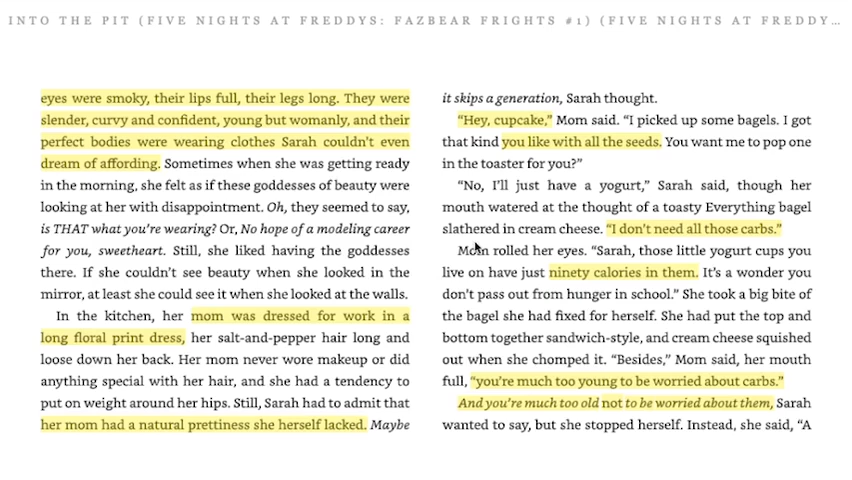 INTO THE PIT (FIVE NIGHTS AT FREDDYS: FAZBEAR FRIGHTS #1) (FIVE NIGHTS AT FREDDY...
eyes were smoky, their lips full, their legs long. They were
slender, curvy and confident, young but womanly, and their
perfect bodies were wearing clothes Sarah couldn't even
dream of affording. Sometimes when she was getting ready
in the morning, she felt as if these goddesses of beauty were
looking at her with disappointment. Oh, they seemed to say,
is THAT what you're wearing? Or, No hope of a modeling career
for you, sweetheart. Still, she liked having the goddesses
there. If she couldn't see beauty when she looked in the
mirror, at least she could see it when she looked at the walls.
In the kitchen, her mom was dressed for work in a
long floral print dress, her salt-and-pepper hair long and
loose down her back. Her mom never wore makeup or did
anything special with her hair, and she had a tendency to
put on weight around her hips. Still, Sarah had to admit that
her mom had a natural prettiness she herself lacked. Maybe
it skips a generation, Sarah thought.
"Hey, cupcake," Mom said. "I picked up some bagels. I got
that kind you like with all the seeds. You want me to pop one
in the toaster for you?"
"No, I'll just have a yogurt," Sarah said, though her
mouth watered at the thought of a toasty Everything bagel
slathered in cream cheese. "I don't need all those carbs."
Mom rolled her eyes. "Sarah, those little yogurt cups you
live on have just ninety calories in them. It's a wonder you
don't pass out from hunger in school." She took a big bite of
the bagel she had fixed for herself. She had put the top and
bottom together sandwich-style, and cream cheese squished
out when she chomped it. "Besides," Mom said, her mouth
full, "you're much too young to be worried about carbs."
And you're much too old not to be worried about them, Sarah
wanted to say, but she stopped herself. Instead, she said, "A